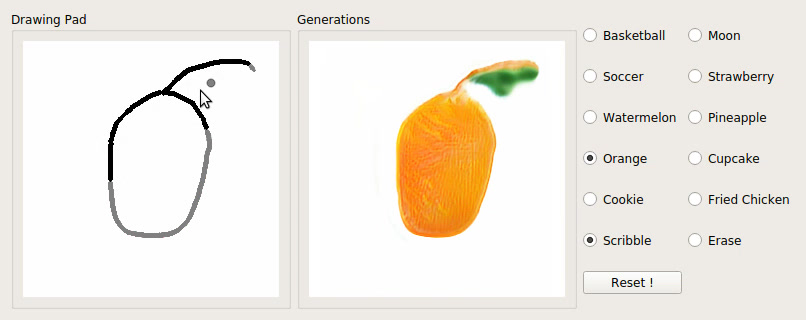 Drawing Pad
Generations
Basketball
Moon
Soccer
Strawberry
Watermelon
Pineapple
Orange
Cupcake
Cookie
Fried Chicken
Scribble
Erase
Reset !